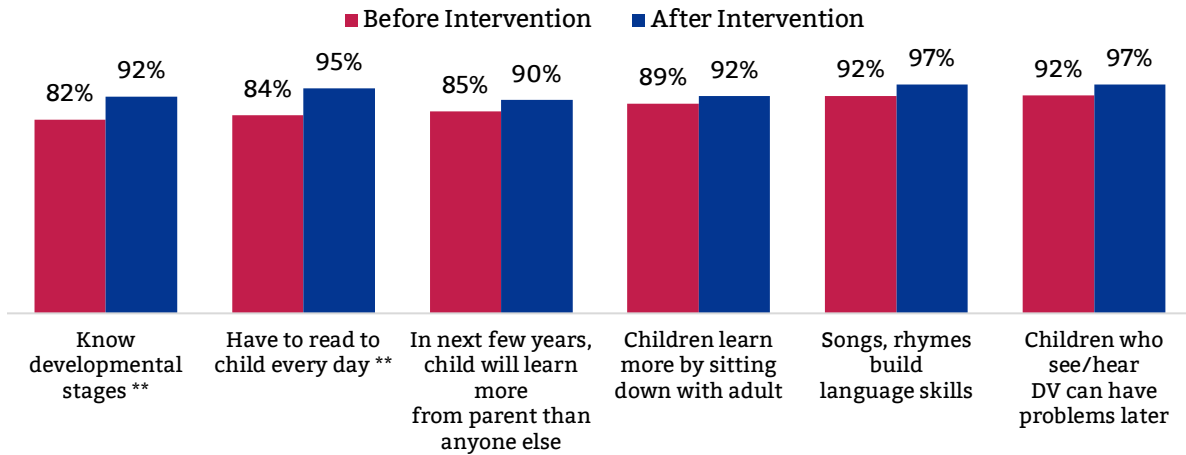 Before Intervention After Intervention
82% 92% 84% 95% 85% 90% 89% 92% 92% 97% 92% 97%
Know
developmental
stages **
Have to read to
child every day **
In next few years,
child will learn
more
from parent than
anyone else
Children learn
more by sitting
down with adult
Songs, rhymes
build
language skills
Children who
see/hear
DV can have
problems later